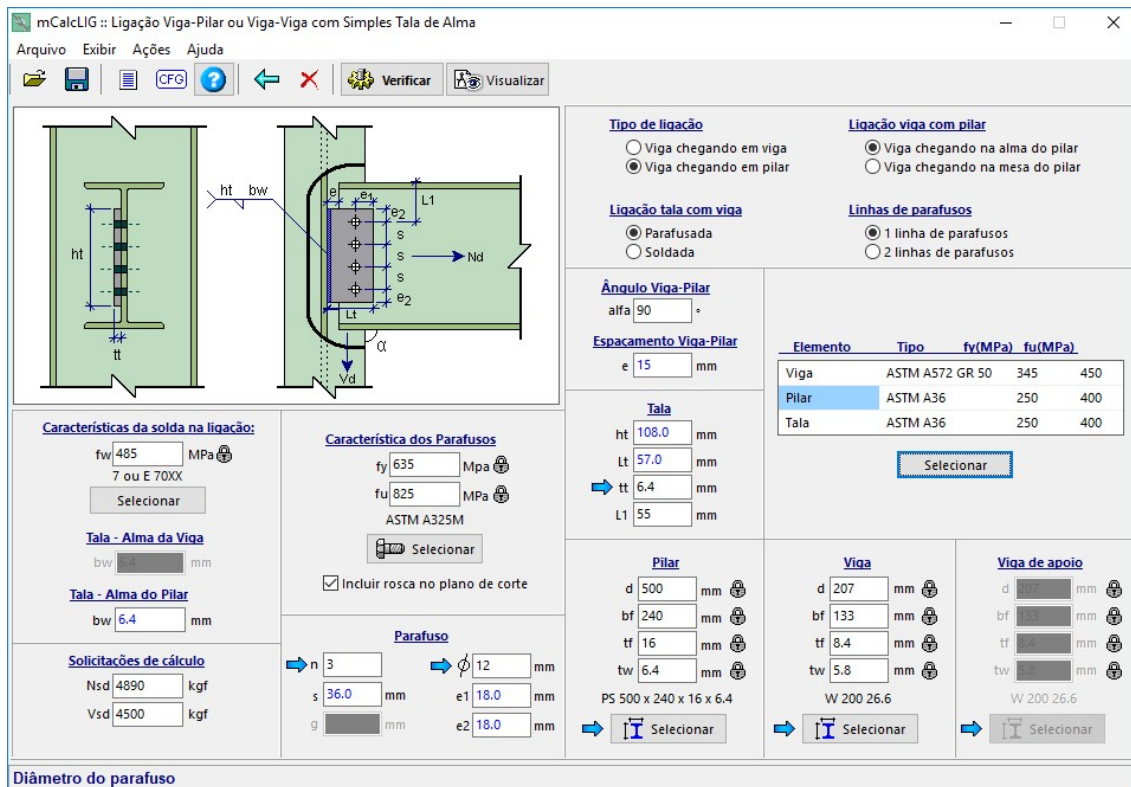 mCalcLIG :: Ligação Viga-Pilar ou Viga-Viga com Simples Tala de Alma
Arquivo Exibir Ações Ajuda
CFG ? Verificar Visualizar
ht
tt
ht bw
e
e1
L1
e2
s
s
s
e2
Nd
Lt
α
Vd
Tipo de ligação
Viga chegando em viga
Viga chegando em pilar
Ligacão viga com pilar
Viga chegando na alma do pilar
Viga chegando na mesa do pilar
Ligação tala com viga
Parafusada
Soldada
Linhas de parafusos
1 linha de parafusos
2 linhas de parafusos
Ângulo Viga-Pilar
alfa 90 °
Espaçamento Viga-Pilar
e 15 mm
Elemento Tipo fy(MPa) fu(MPa)
Viga ASTM A572 GR 50 345 450
Pilar ASTM A36 250 400
Tala ASTM A36 250 400
Selecionar
Tala
ht 108.0 mm
Lt 57.0 mm
tt 6.4 mm
L1 55 mm
Características da solda na ligação:
fw 485 MPa
7 ou E 70XX
Selecionar
Tala - Alma da Viga
bw 6.4 mm
Tala - Alma do Pilar
bw 6.4 mm
Solicitações de cálculo
Nsd 4890 kgf
Vsd 4500 kgf
Característica dos Parafusos
fy 635 Mpa
fu 825 MPa
ASTM A325M
Selecionar
Incluir rosca no plano de corte
Parafuso
n 3 ϕ 12 mm
s 36.0 mm e1 18.0 mm
g mm e2 18.0 mm
Pilar
d 500 mm
bf 240 mm
tf 16 mm
tw 6.4 mm
PS 500 x 240 x 16 x 6.4
Selecionar
Viga
d 207 mm
bf 133 mm
tf 8.4 mm
tw 5.8 mm
W 200 26.6
Selecionar
Viga de apoio
d 207 mm
bf 133 mm
tf 8.4 mm
tw 5.8 mm
W 200 26.6
Selecionar
Diâmetro do parafuso